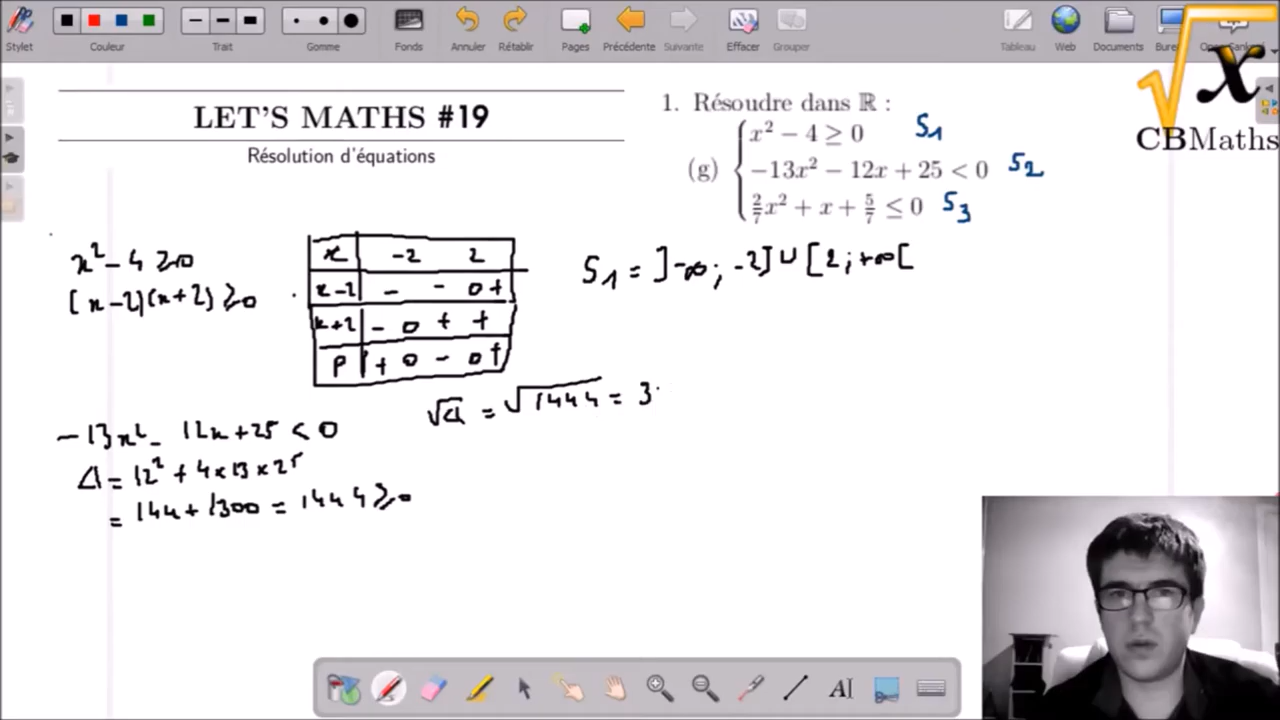 Stylet Couleur Trait Gomme Fonds Annuler Rétablir Pages Précédente Suivante Effacer Grouper Tableau Web Documents
LET'S MATHS #19
Résolution d'équations
1. Résoudre dans ℝ :
(g) { x² − 4 ≥ 0 S1
−13x² − 12x + 25 < 0 S2
2/7 x² + x + 5/7 ≤ 0 S3
√x
CBMaths
x² − 4 ≥ 0
(x − 2)(x + 2) ≥ 0
x -2 2
x − 2 − − 0 +
x + 2 − 0 + +
P + 0 − 0 +
S1 = ]−∞ ; −2] ∪ [2 ; +∞[
−13x² − 12x + 25 < 0
Δ = 12² + 4 × 13 × 25
= 144 + 1300 = 1444 ≥ 0
√Δ = √1444 = 3
AI